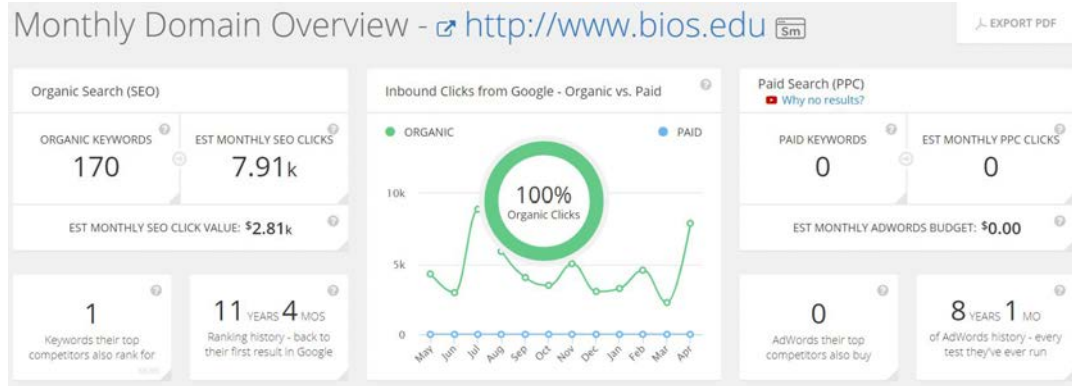 Monthly Domain Overview - http://www.bios.edu Sm
EXPORT PDF
Organic Search (SEO)
ORGANIC KEYWORDS
170
EST MONTHLY SEO CLICKS
7.91k
EST MONTHLY SEO CLICK VALUE: $2.81k
1
Keywords their top
competitors also rank for
11 YEARS 4 MOS
Ranking history - back to
their first result in Google
Inbound Clicks from Google - Organic vs. Paid
ORGANIC
PAID
100%
Organic Clicks
10k
5k
0
May Jun Jul Aug Sep Oct Nov Dec Jan Feb Mar Apr
Paid Search (PPC)
Why no results?
PAID KEYWORDS
0
EST MONTHLY PPC CLICKS
0
EST MONTHLY ADWORDS BUDGET: $0.00
0
AdWords their top
competitors also buy
8 YEARS 1 MO
of AdWords history - every
test they've ever run